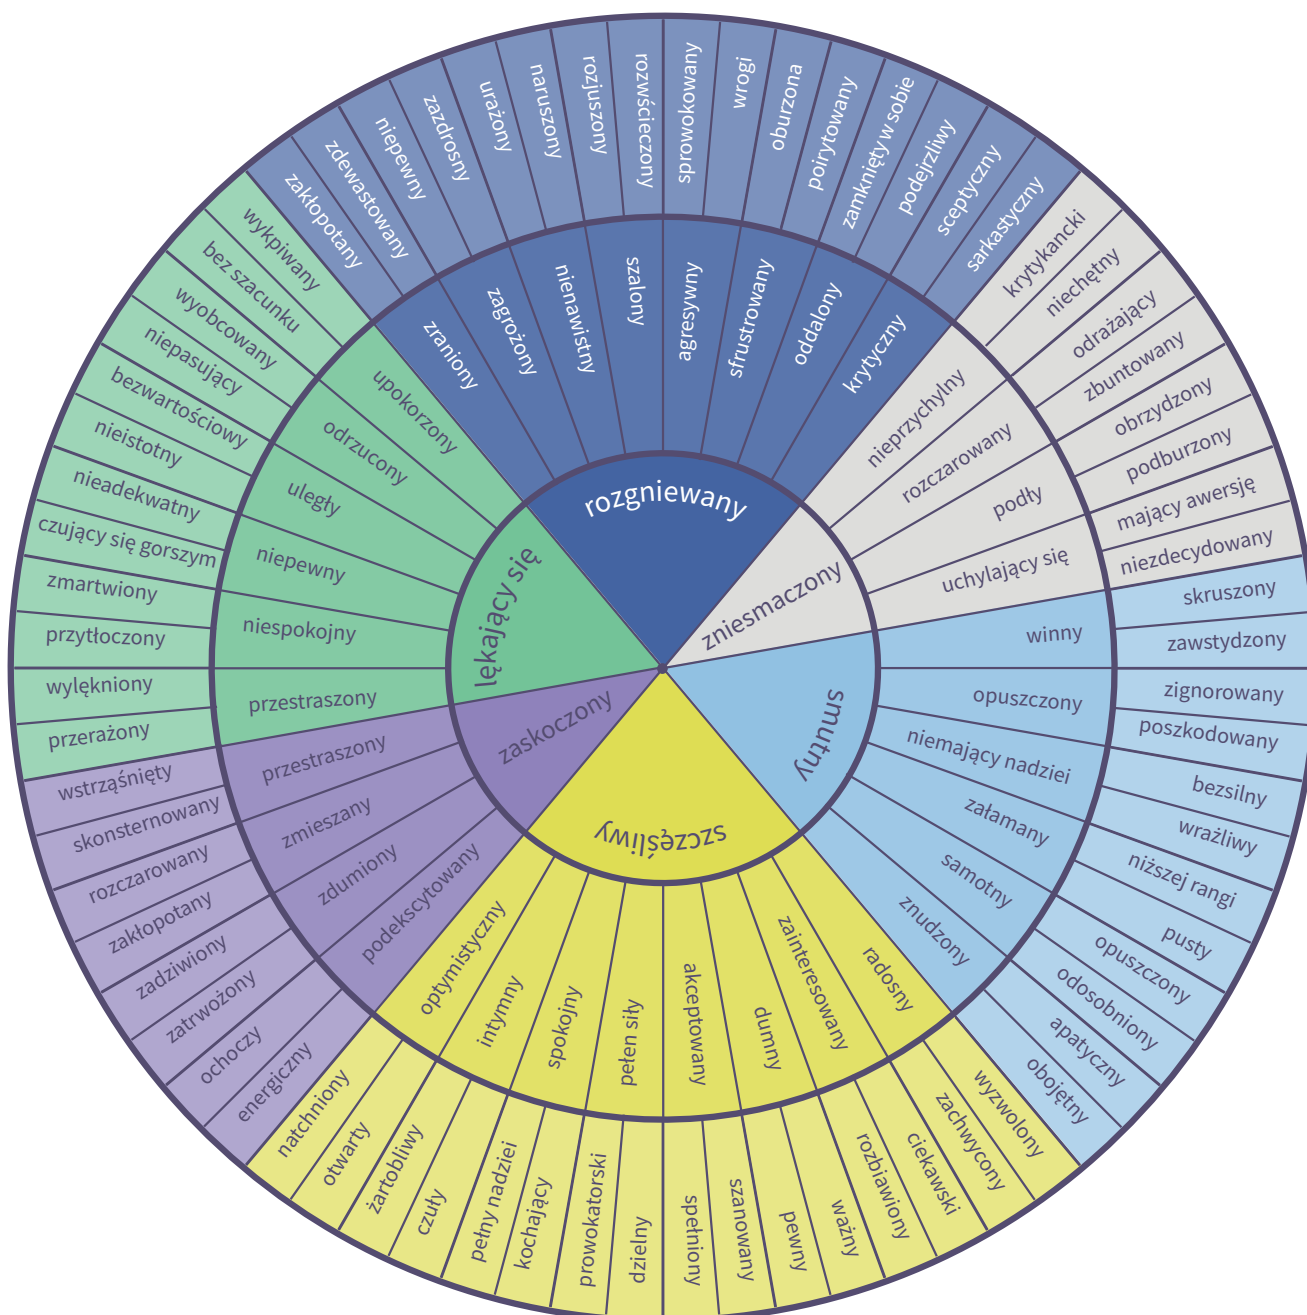 rozgniewany
zniesmaczony
smutny
szczęśliwy
zaskoczony
lękający się
zraniony
zagrożony
nienawistny
szalony
agresywny
sfrustrowany
oddalony
krytyczny
nieprzychylny
rozczarowany
podły
uchylający się
winny
opuszczony
niemający nadziei
załamany
samotny
znudzony
radosny
zainteresowany
dumny
akceptowany
pełen siły
spokojny
intymny
optymistyczny
podekscytowany
zdumiony
zmieszany
przestraszony
przestraszony
niespokojny
niepewny
uległy
odrzucony
upokorzony
zakłopotany
zdewastowany
niepewny
zazdrosny
urażony
naruszony
rozjuszony
rozwścieczony
sprowokowany
wrogi
oburzona
poirytowany
zamknięty w sobie
podejrzliwy
sceptyczny
sarkastyczny
krytykancki
niechętny
odrażający
zbuntowany
obrzydzony
podburzony
mający awersję
niezdecydowany
skruszony
zawstydzony
zignorowany
poszkodowany
bezsilny
wrażliwy
niższej rangi
pusty
opuszczony
odosobniony
apatyczny
obojętny
wyzwolony
zachwycony
ciekawski
rozbiawiony
ważny
pewny
szanowany
spełniony
dzielny
prowokatorski
kochający
pełny nadziei
czuły
żartobliwy
otwarty
natchniony
energiczny
ochoczy
zatrwożony
zadziwiony
zakłopotany
rozczarowany
skonsternowany
wstrząśnięty
przerażony
wylękniony
przytłoczony
zmartwiony
czujący się gorszym
nieadekwatny
nieistotny
bezwartościowy
niepasujący
wyobcowany
bez szacunku
wykpiwany